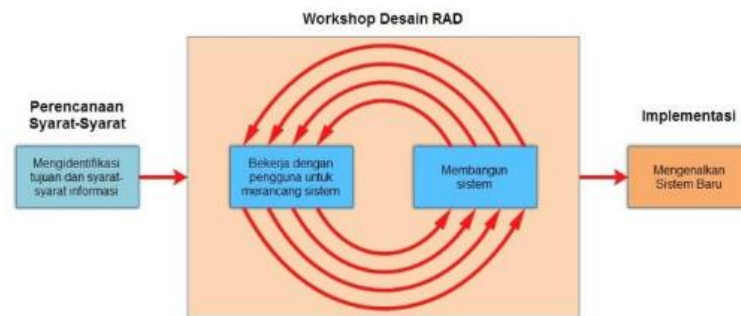 Workshop Desain RAD
Perencanaan
Syarat-Syarat
Mengidentifikasi
tujuan dan syarat-
syarat informasi
Bekerja dengan
pengguna untuk
merancang sistem
Membangun
sistem
Implementasi
Mengenalkan
Sistem Baru